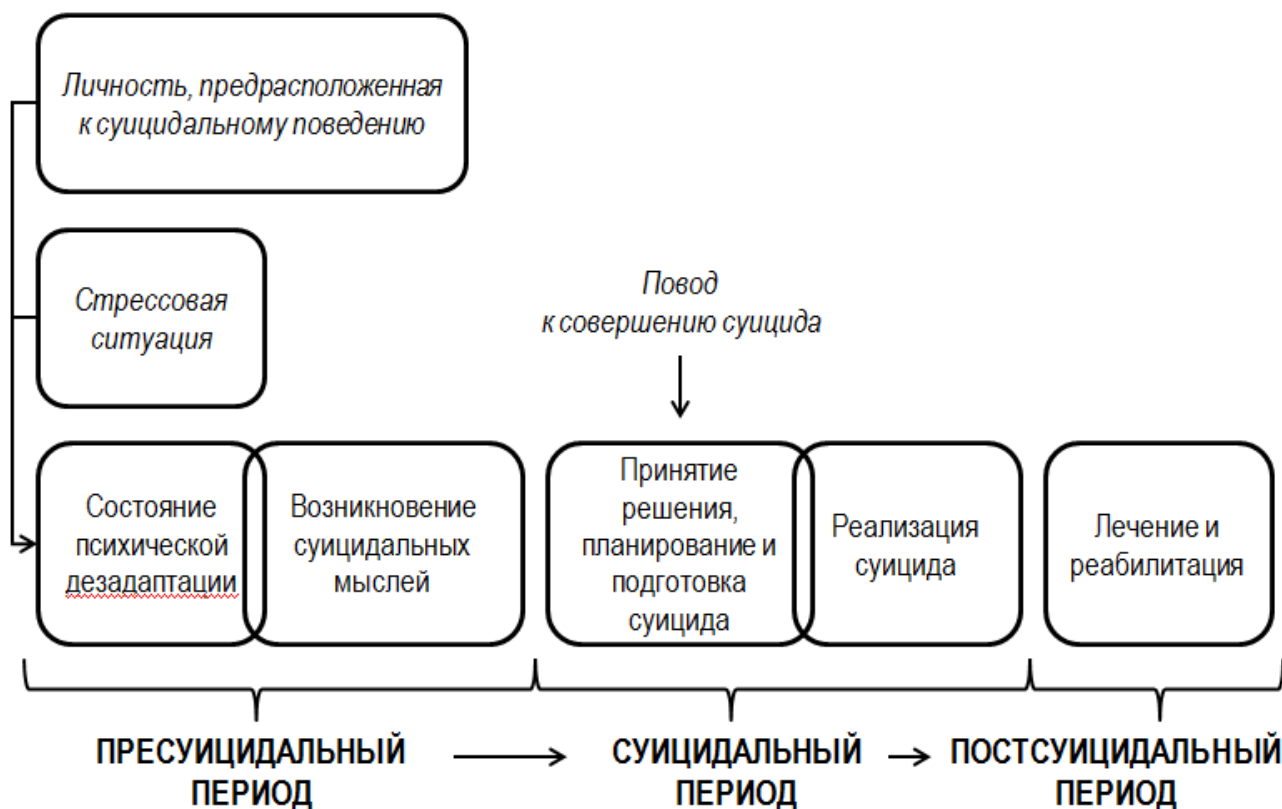 Личность, предрасположенная
к суицидальному поведению
Стрессовая
ситуация
Повод
к совершению суицида
Состояние
психической
дезадаптации
Возникновение
суицидальных
мыслей
Принятие
решения,
планирование и
подготовка
суицида
Реализация
суицида
Лечение и
реабилитация
ПРЕСУИЦИДАЛЬНЫЙ
ПЕРИОД
СУИЦИДАЛЬНЫЙ
ПЕРИОД
ПОСТСУИЦИДАЛЬНЫЙ
ПЕРИОД